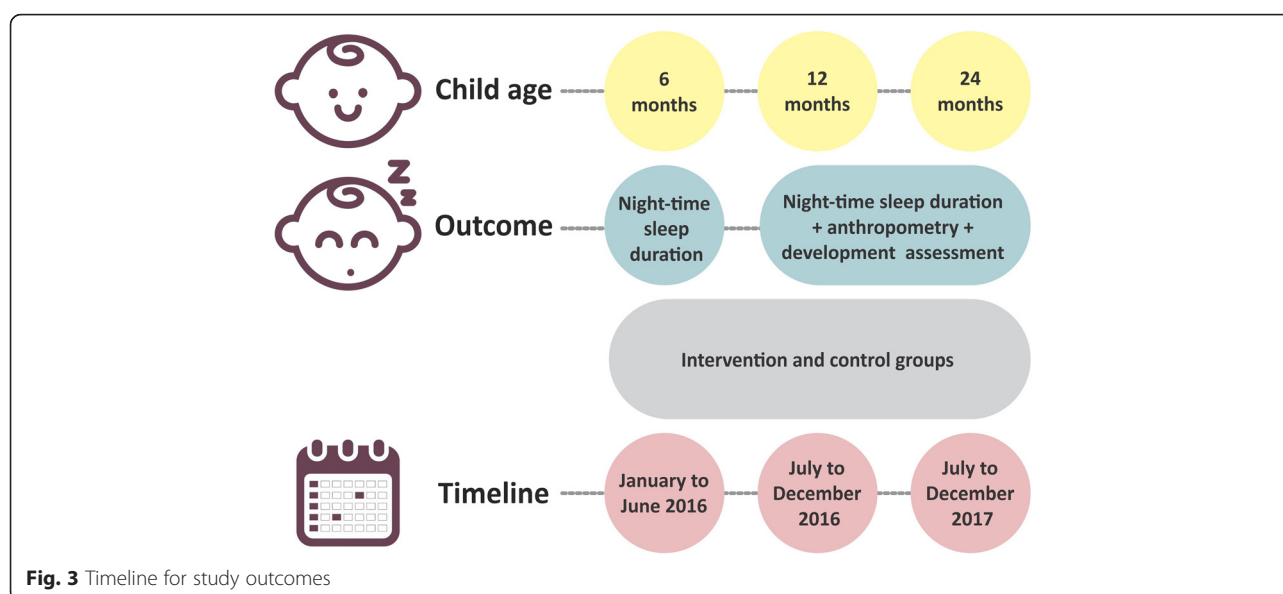 Child age
6
months
12
months
24
months
Z
z
Outcome
Night-time
sleep
duration
Night-time sleep duration
+ anthropometry +
development assessment
Intervention and control groups
Timeline
January to
June 2016
July to
December
2016
July to
December
2017
Fig. 3 Timeline for study outcomes